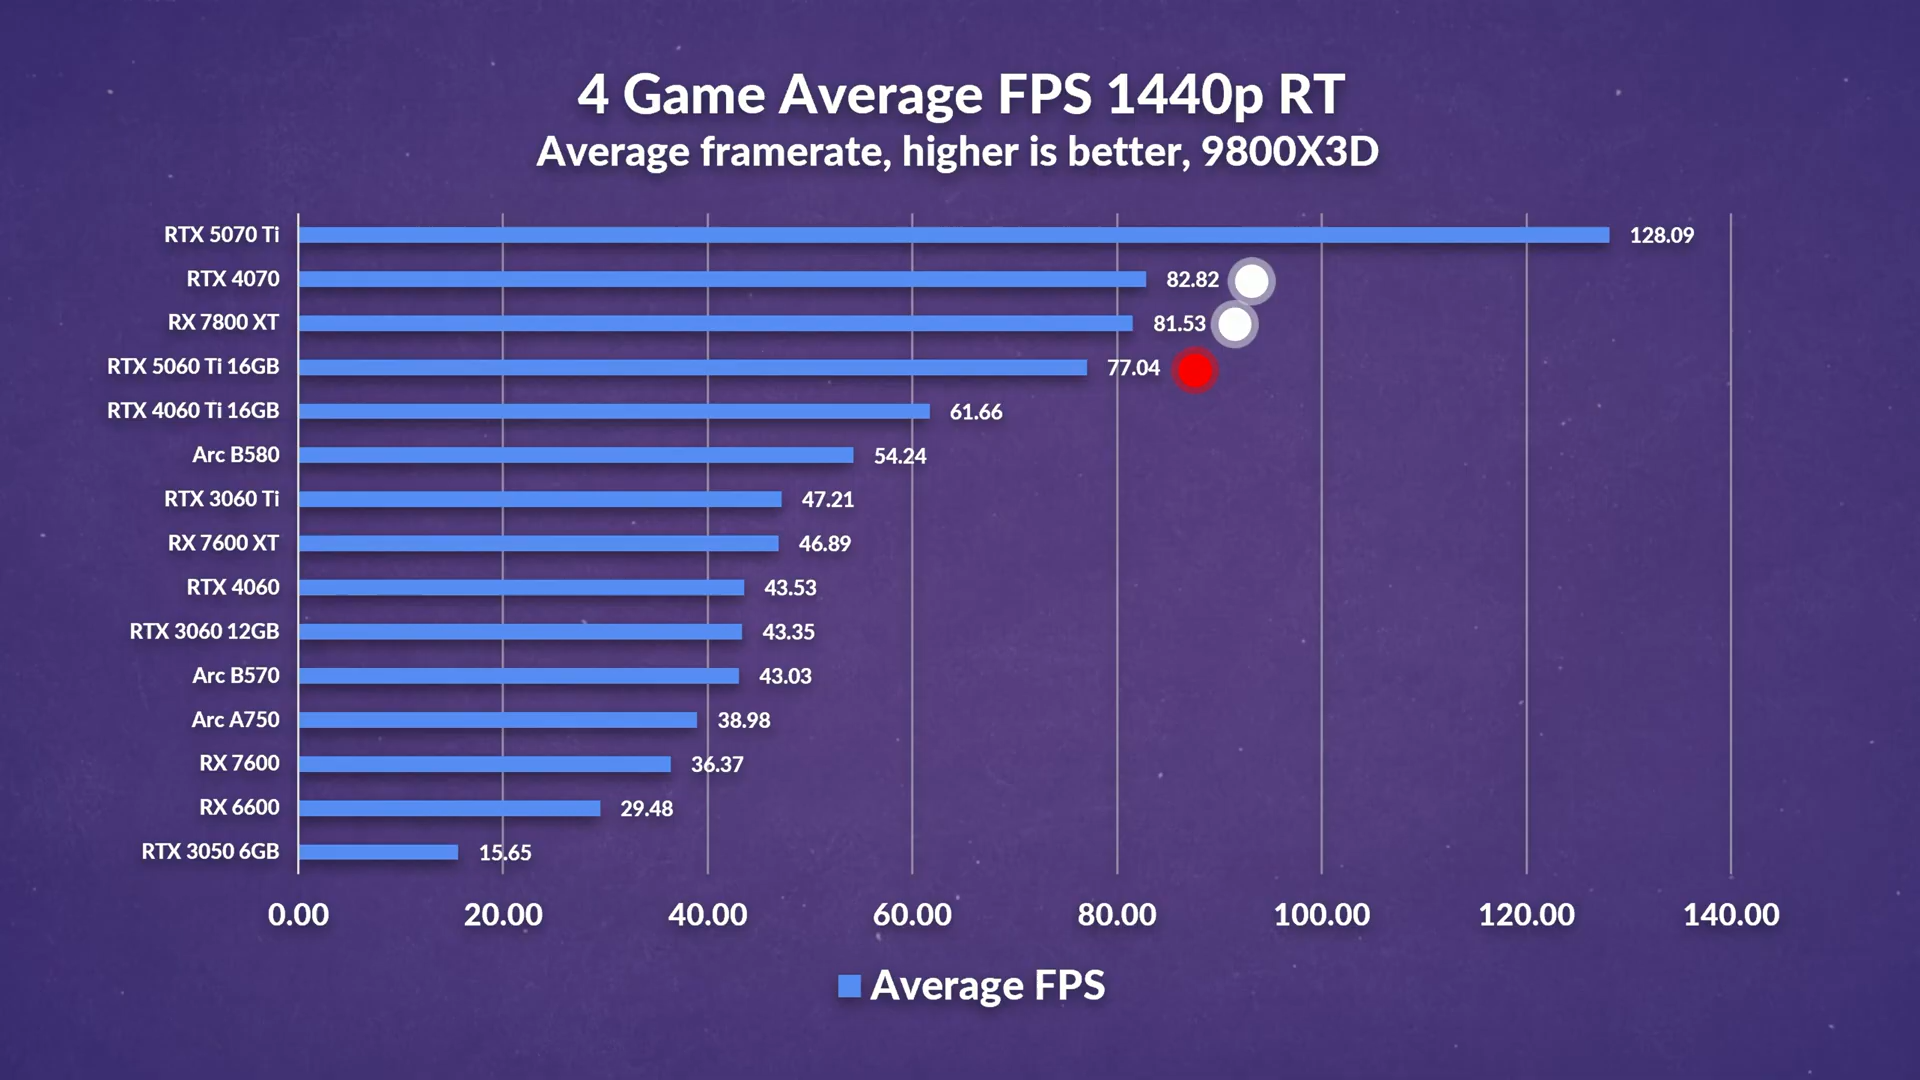 4 Game Average FPS 1440p RT
Average framerate, higher is better, 9800X3D
RTX 5070 Ti 128.09
RTX 4070 82.82
RX 7800 XT 81.53
RTX 5060 Ti 16GB 77.04
RTX 4060 Ti 16GB 61.66
Arc B580 54.24
RTX 3060 Ti 47.21
RX 7600 XT 46.89
RTX 4060 43.53
RTX 3060 12GB 43.35
Arc B570 43.03
Arc A750 38.98
RX 7600 36.37
RX 6600 29.48
RTX 3050 6GB 15.65
0.00 20.00 40.00 60.00 80.00 100.00 120.00 140.00
Average FPS